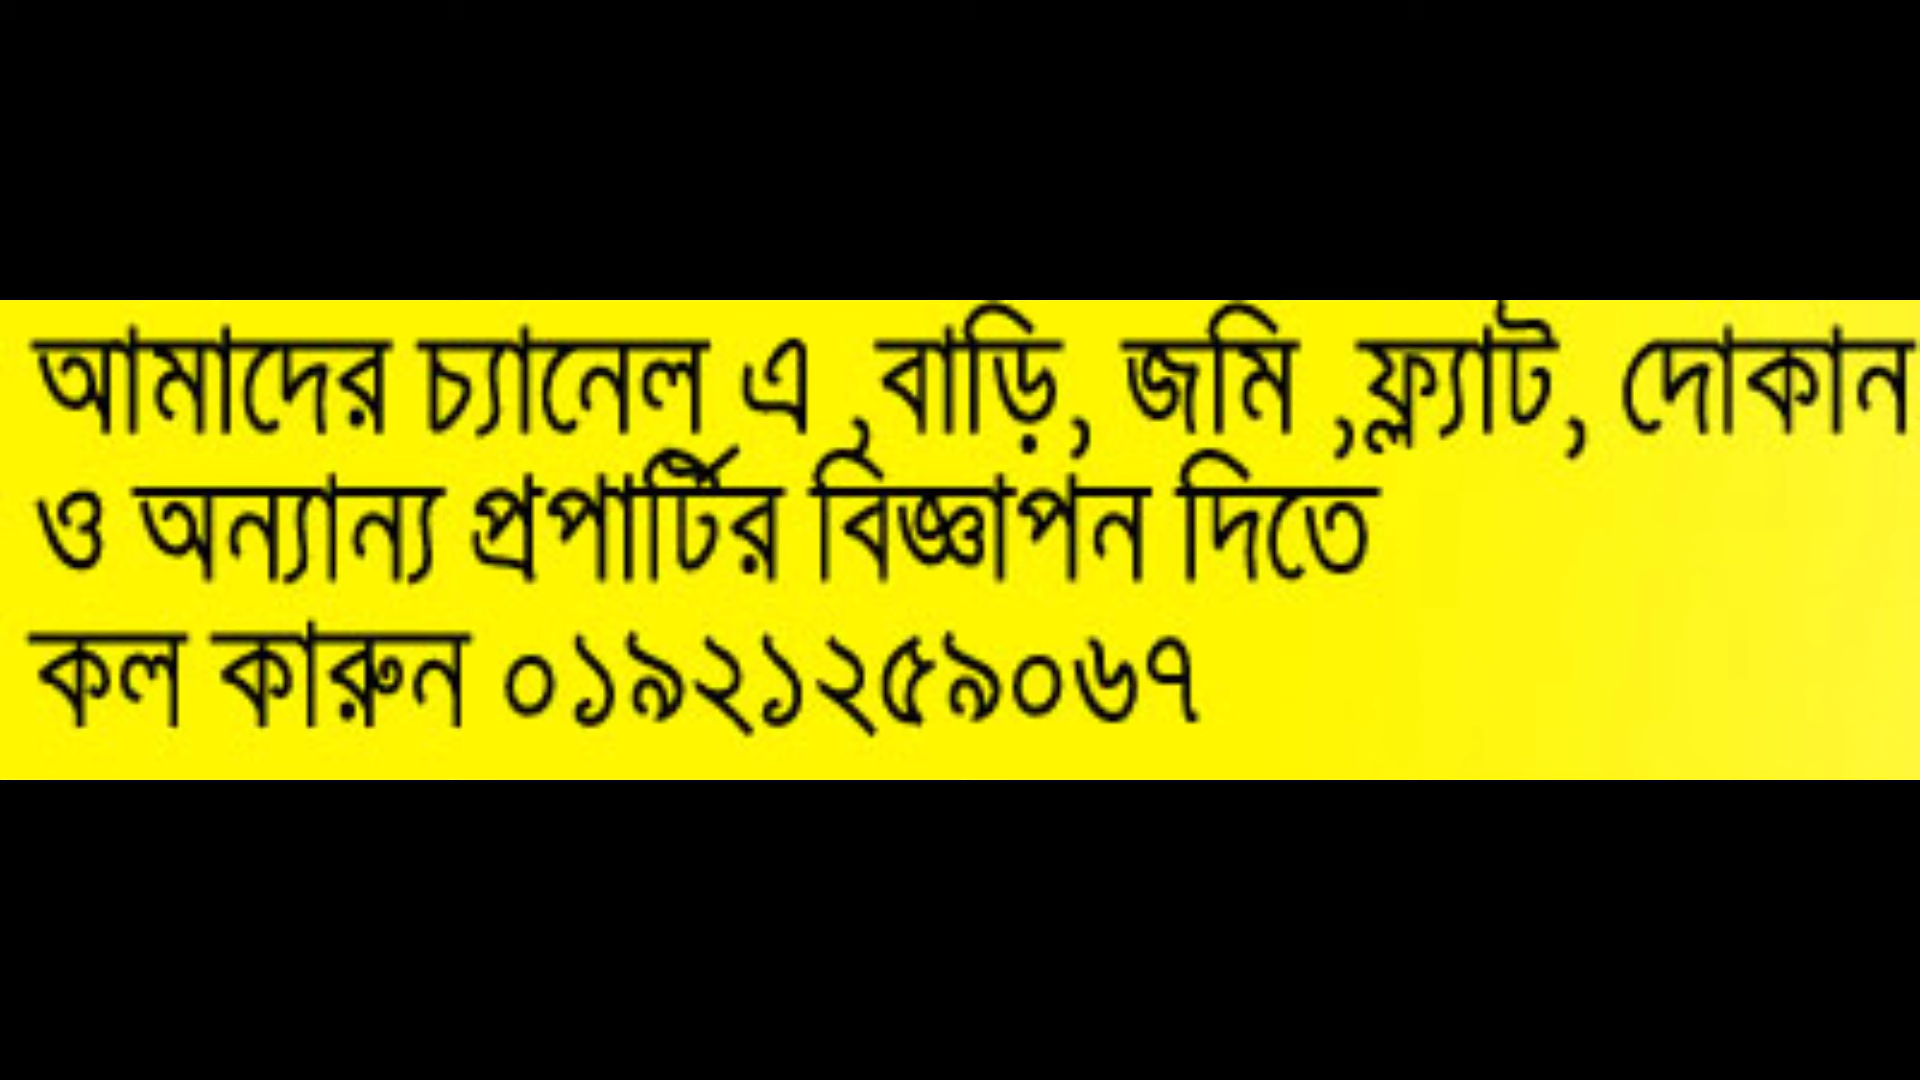 আমাদের চ্যানেল এ ,বাড়ি, জমি ,ফ্ল্যাট, দোকান
ও অন্যান্য প্রপার্টির বিজ্ঞাপন দিতে
কল কারুন ০১৯২১২৫৯০৬৭